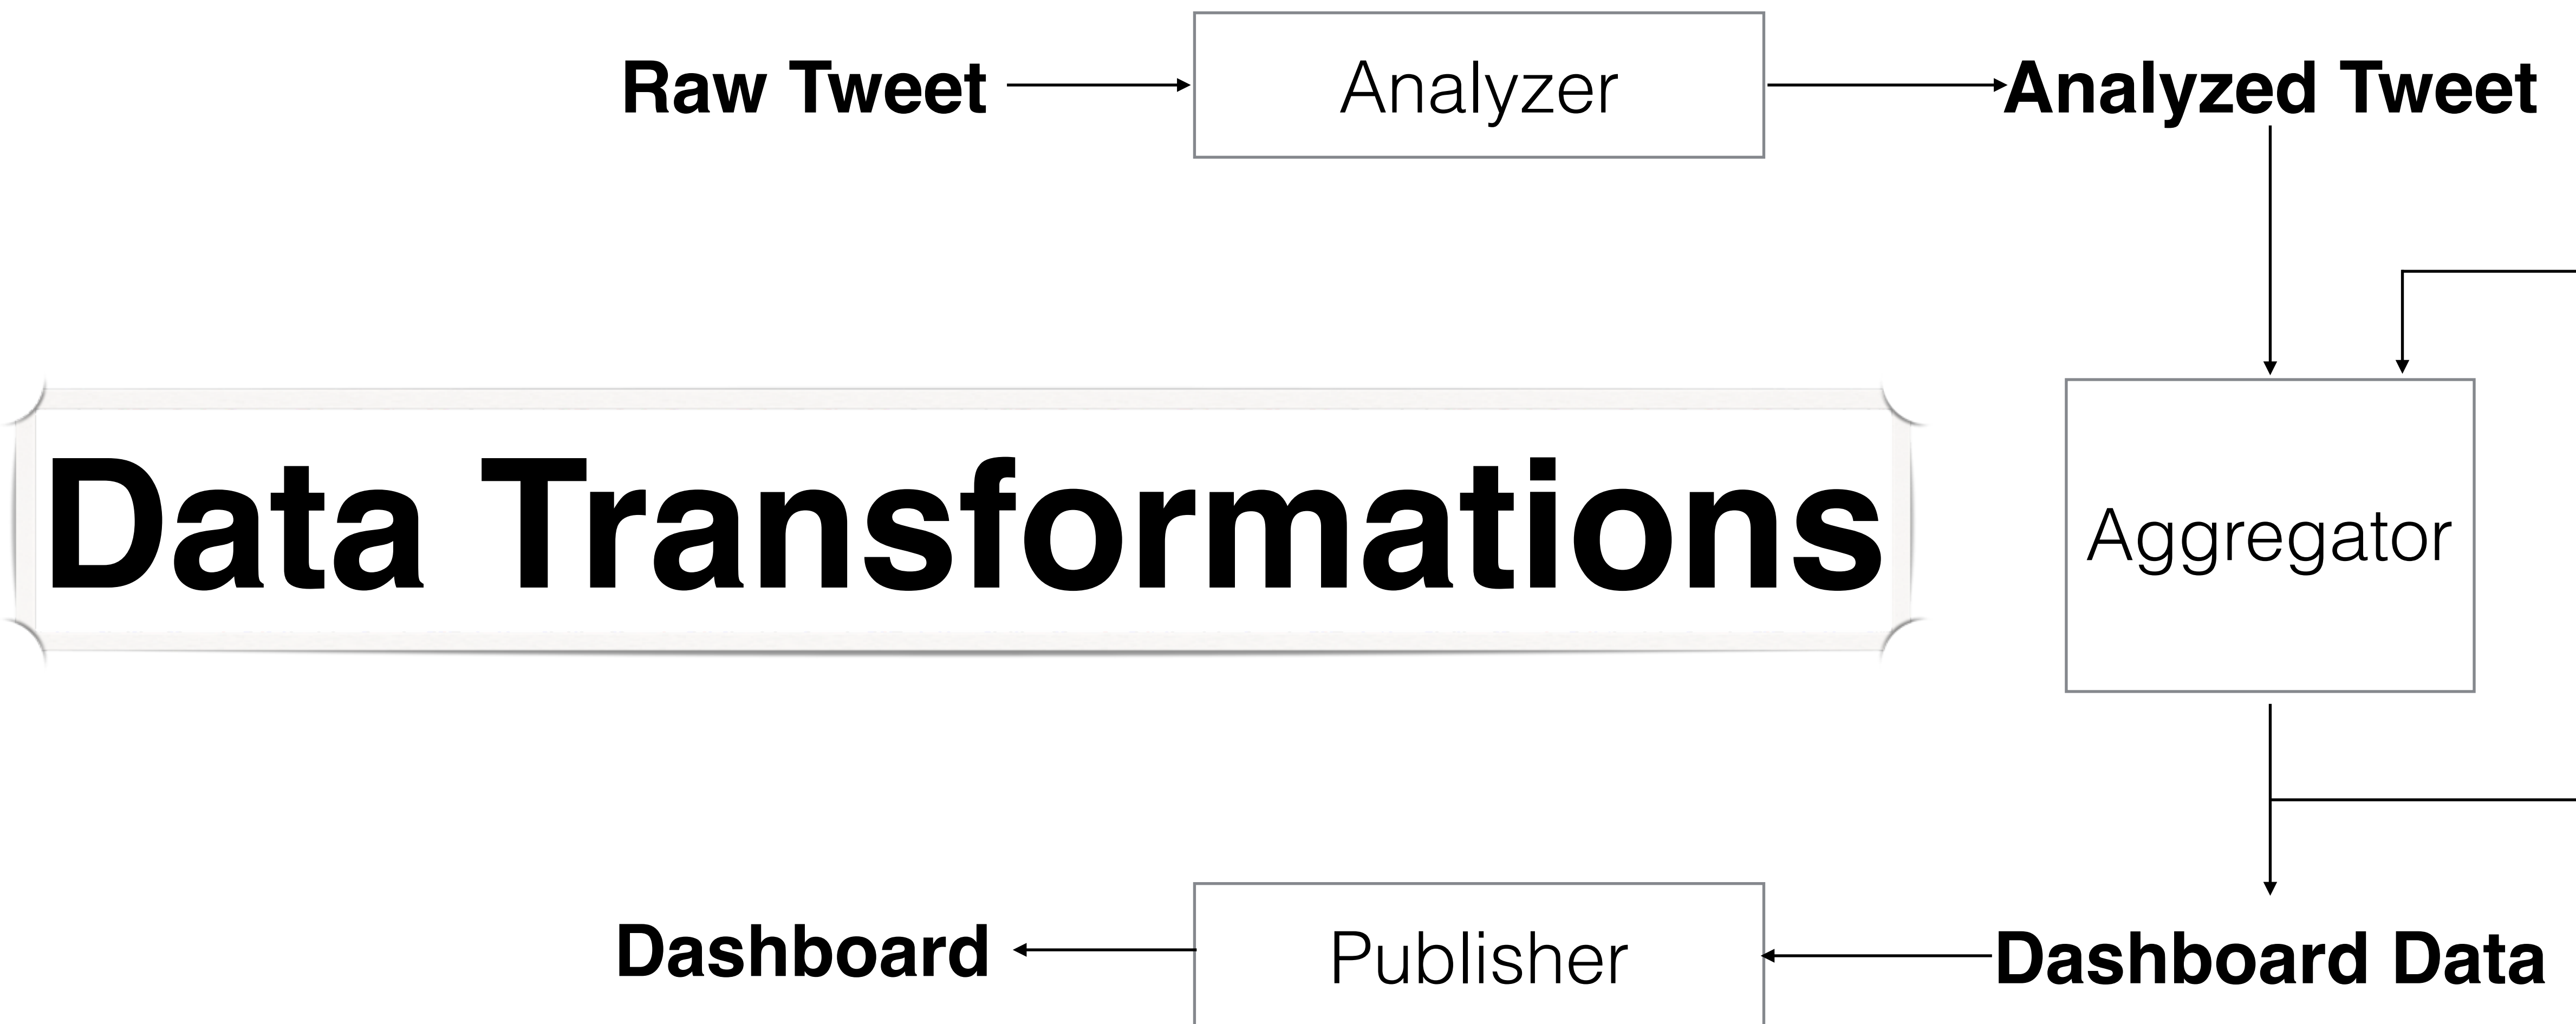 Raw Tweet
Analyzer
Analyzed Tweet
Data Transformations
Aggregator
Dashboard
Publisher
Dashboard Data